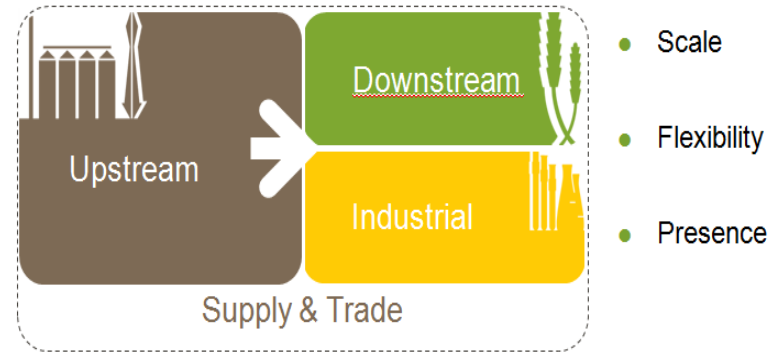 Downstream
Upstream
Industrial
Supply & Trade
● Scale
● Flexibility
● Presence